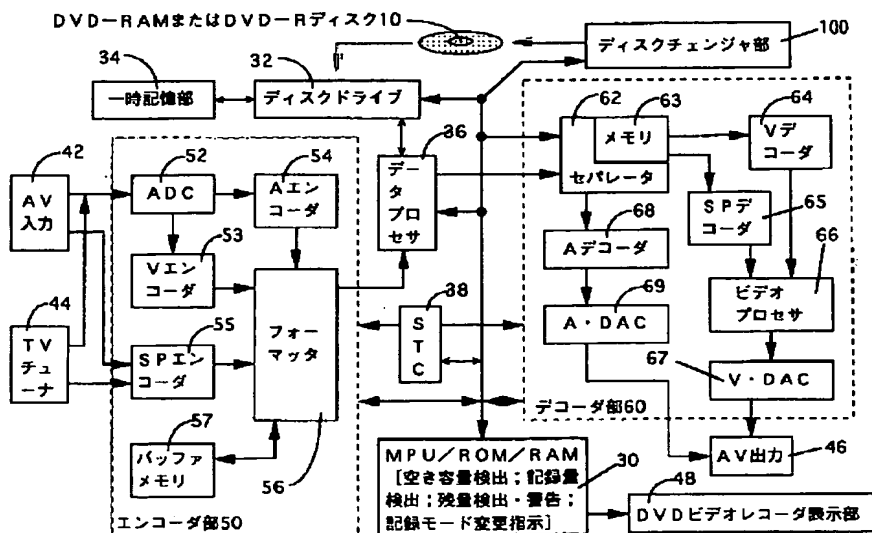 DVD-RAMまたはDVD-Rディスク10
ディスクチェンジャ部
100
34
32
一時記憶部
ディスクドライブ
62
63
64
メモリ
セパレータ
Vデ
コーダ
36
デー
タ
プロ
セサ
42
AV
入力
52
ADC
54
Aエン
コーダ
SPデ
コーダ
65
68
Aデコーダ
66
53
Vエン
コーダ
38
STC
69
A・DAC
ビデオ
プロセサ
44
TV
チュ
ーナ
55
SPエン
コーダ
フォー
マッタ
67
V・DAC
デコーダ部60
57
バッファ
メモリ
56
エンコーダ部50
MPU/ROM/RAM
[空き容量検出;記録量
検出;残量検出・警告;
記録モード変更指示]
30
AV出力
46
48
DVDビデオレコーダ表示部